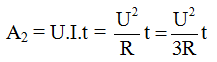 A₂ = U.I.t = U²/R t = U²/3R t